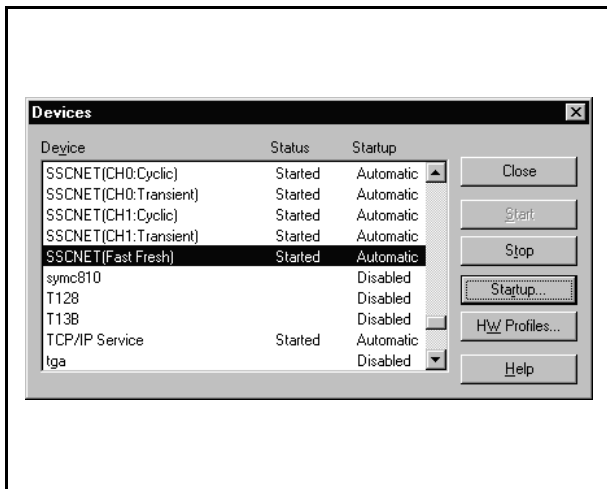 Devices
Device Status Startup
SSCNET(CH0:Cyclic) Started Automatic
SSCNET(CH0:Transient) Started Automatic
SSCNET(CH1:Cyclic) Started Automatic
SSCNET(CH1:Transient) Started Automatic
SSCNET(Fast Fresh) Started Automatic
symc810 Disabled
T128 Disabled
T13B Disabled
TCP/IP Service Started Automatic
tga Disabled
Close
Start
Stop
Startup...
HW Profiles...
Help